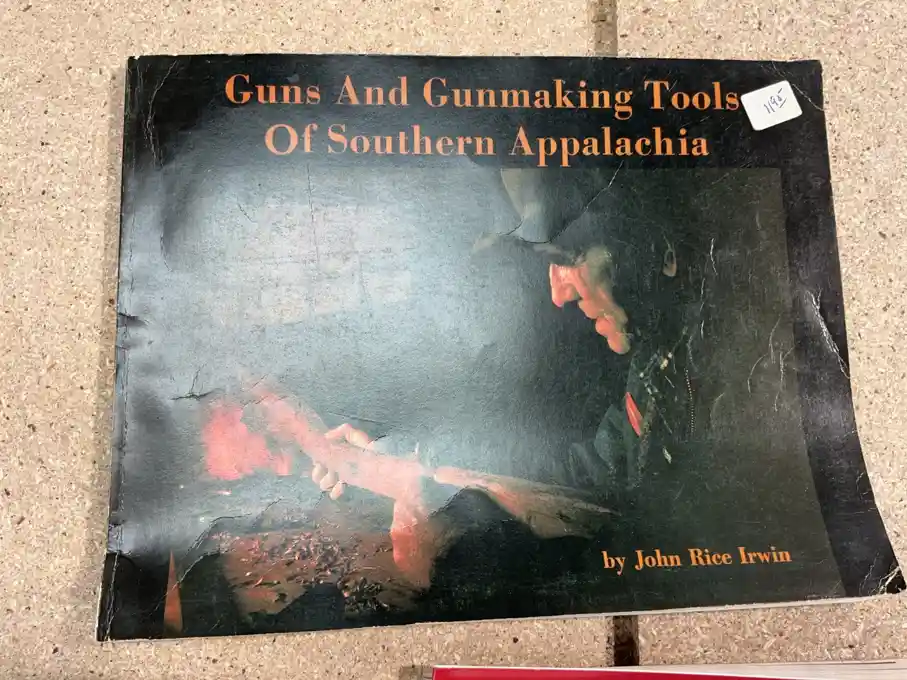 Guns And Gunmaking Tools
Of Southern Appalachia
1195
by John Rice Irwin